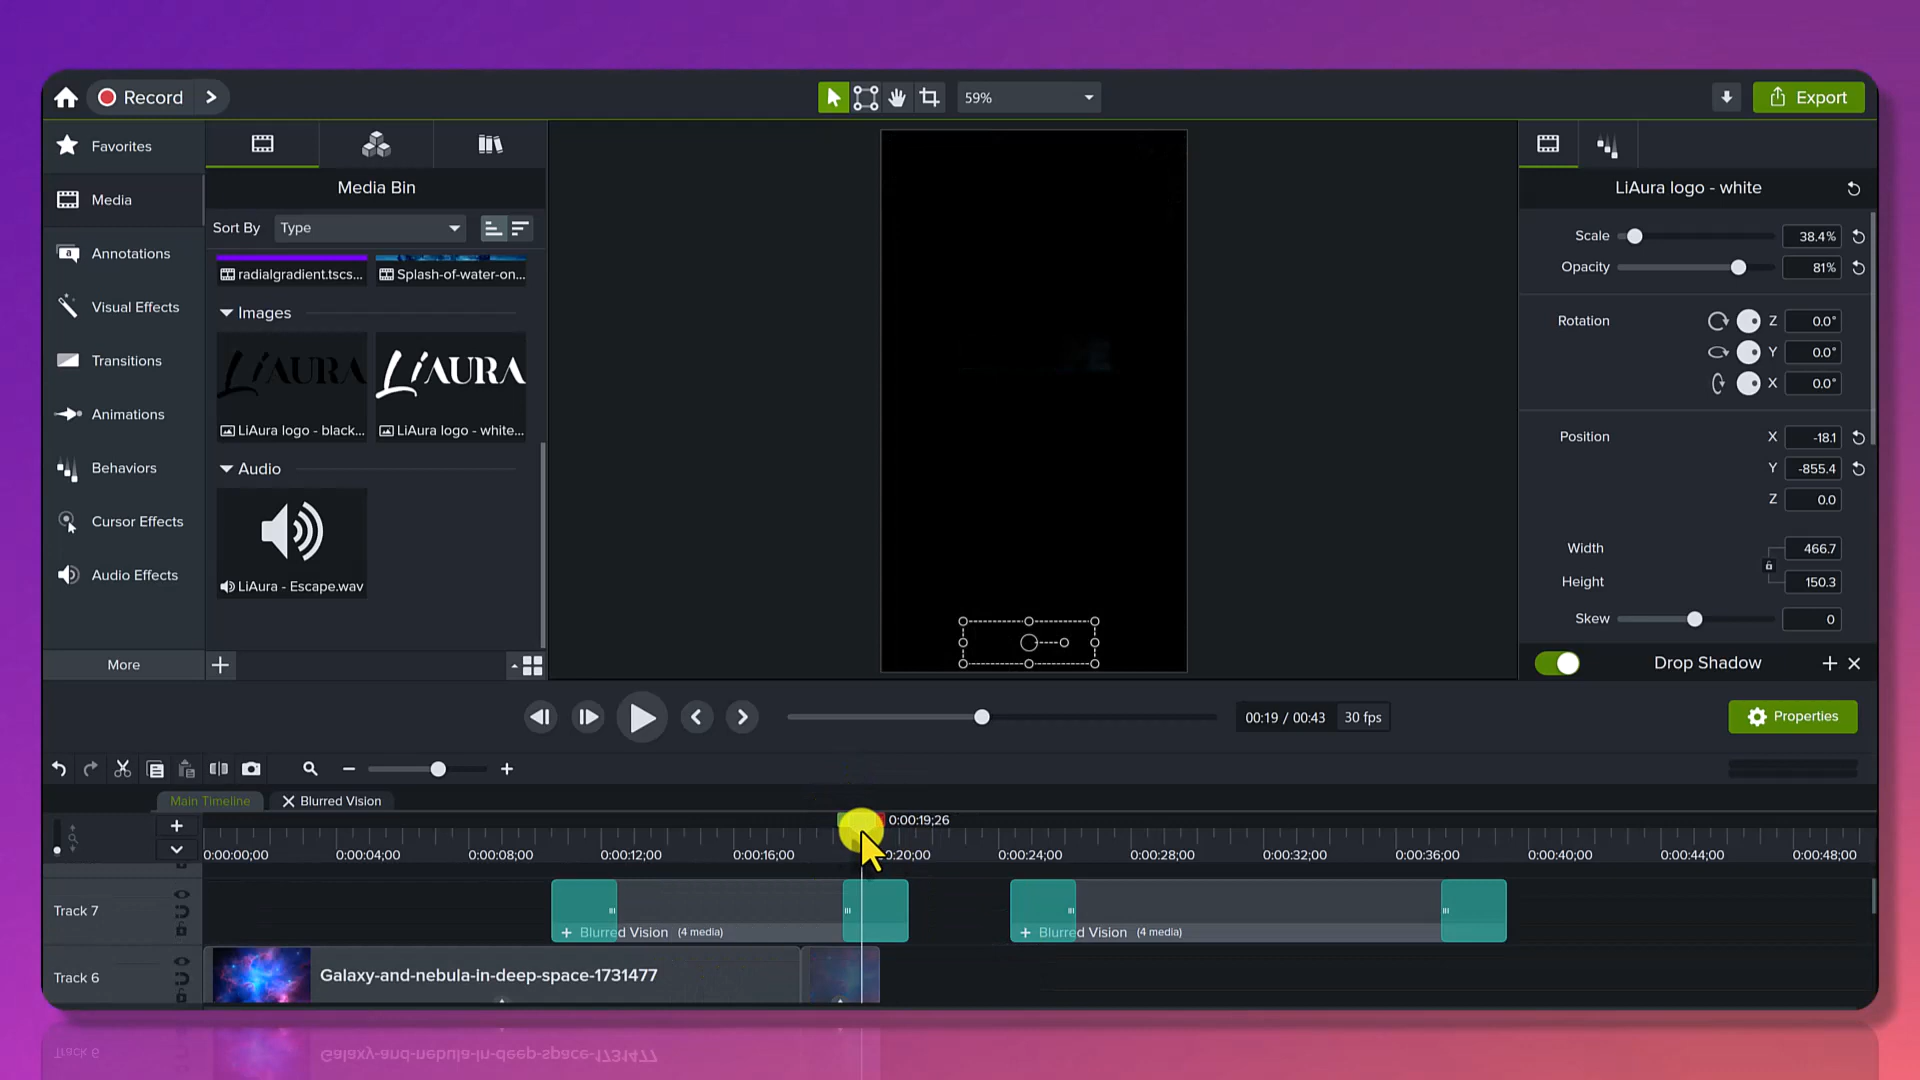 Record
59%
Export
Favorites
Media
Annotations
Visual Effects
Transitions
Animations
Behaviors
Cursor Effects
Audio Effects
More
Media Bin
Sort By
Type
radialgradient.tscs...
Splash-of-water-on...
Images
LiAURA
LiAURA
LiAura logo - black...
LiAura logo - white...
Audio
LiAura - Escape.wav
LiAura logo - white
Scale
38.4%
Opacity
81%
Rotation
Z
0.0°
Y
0.0°
X
0.0°
Position
X
-18.1
Y
-855.4
Z
0.0
Width
466.7
Height
150.3
Skew
0
Drop Shadow
00:19 / 00:43
30 fps
Properties
Main Timeline
Blurred Vision
0:00:19;26
0:00:00;00
0:00:04;00
0:00:08;00
0:00:12;00
0:00:16;00
0:20;00
0:00:24;00
0:00:28;00
0:00:32;00
0:00:36;00
0:00:40;00
0:00:44;00
0:00:48;00
Track 7
Blurred Vision (4 media)
Blurred Vision (4 media)
Track 6
Galaxy-and-nebula-in-deep-space-1731477